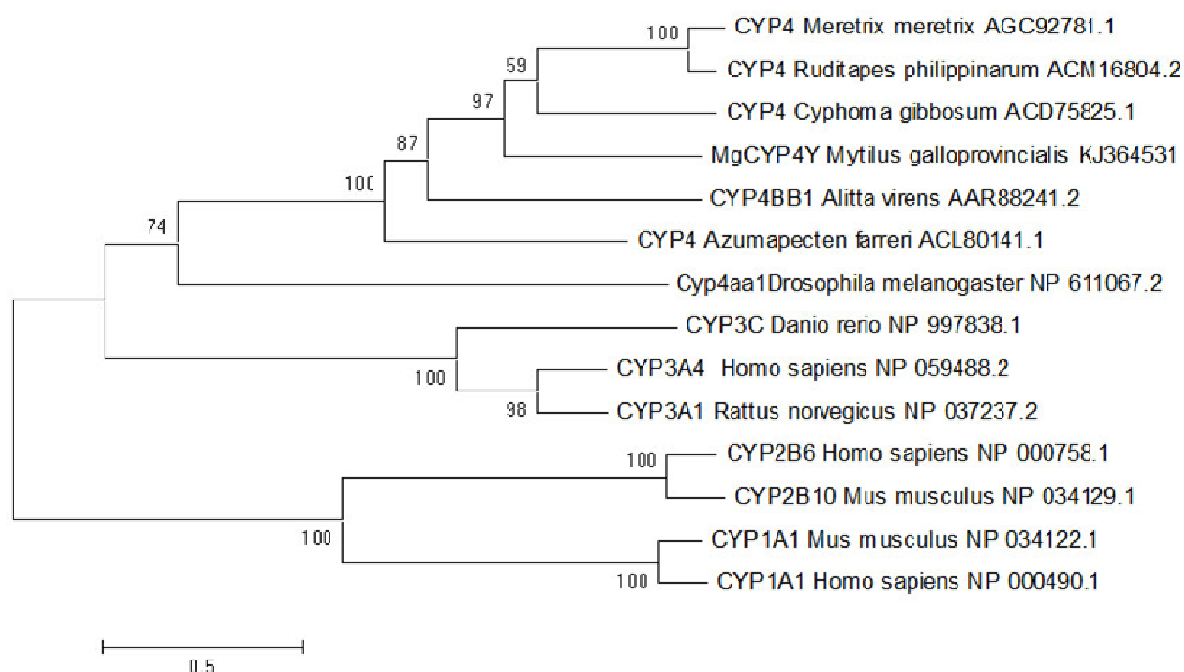 CYP4 Meretrix meretrix AGC92781.1
100
CYP4 Ruditapes philippinarum ACM16804.2
59
97
CYP4 Cyphoma gibbosum ACD75825.1
87
MgCYP4Y Mytilus galloprovincialis KJ364531
100
CYP4BB1 Alitta virens AAR88241.2
74
CYP4 Azumapecten farreri ACL80141.1
Cyp4aa1Drosophila melanogaster NP 611067.2
CYP3C Danio rerio NP 997838.1
100
CYP3A4 Homo sapiens NP 059488.2
98
CYP3A1 Rattus norvegicus NP 037237.2
100
CYP2B6 Homo sapiens NP 000758.1
CYP2B10 Mus musculus NP 034129.1
100
CYP1A1 Mus musculus NP 034122.1
100
CYP1A1 Homo sapiens NP 000490.1
0.5